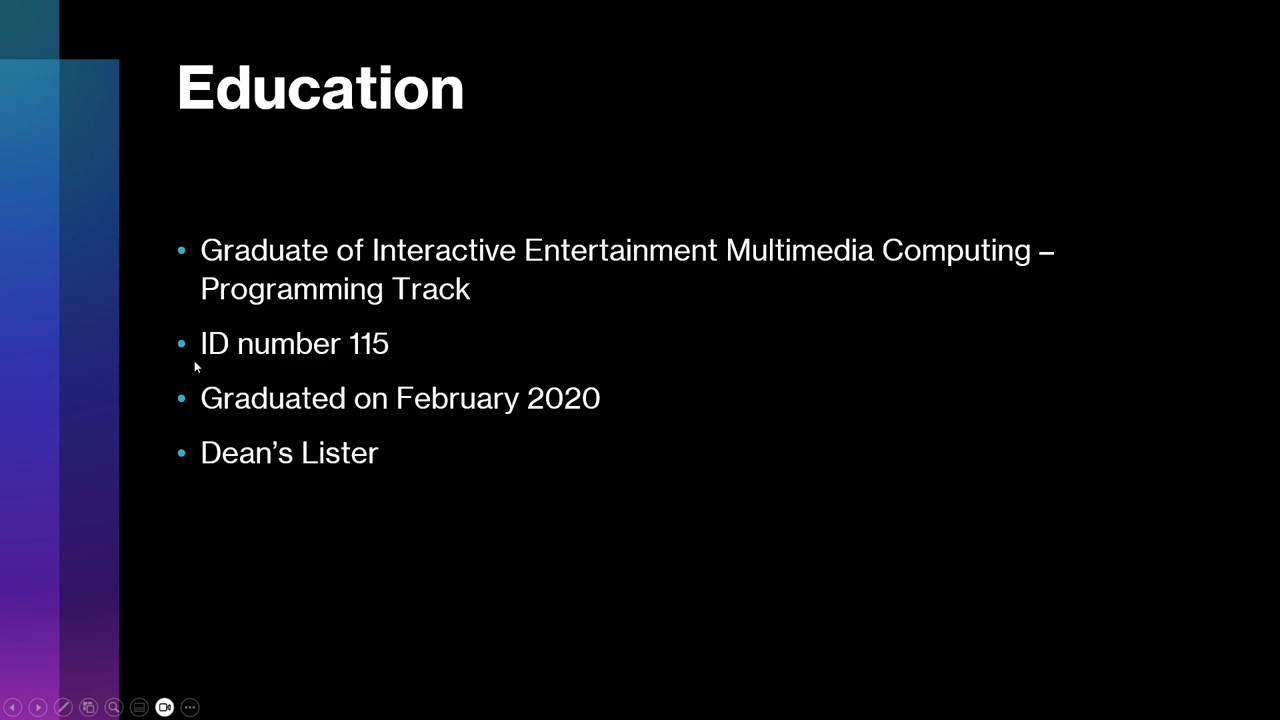 Education
• Graduate of Interactive Entertainment Multimedia Computing –
Programming Track
• ID number 115
• Graduated on February 2020
• Dean’s Lister